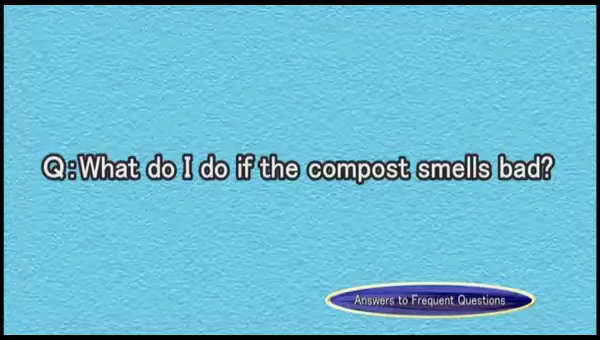 Q:What do I do if the compost smells bad?
Answers to Frequent Questions